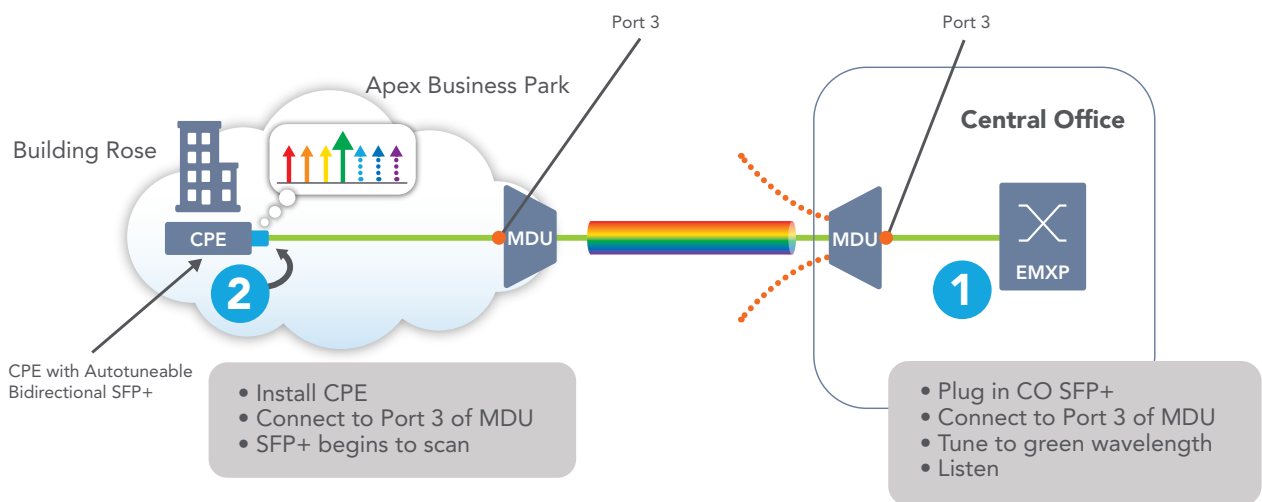 Port 3
Port 3
Apex Business Park
Central Office
Building Rose
CPE
MDU
MDU
EMXP
2
1
CPE with Autotuneable
Bidirectional SFP+
• Install CPE
• Connect to Port 3 of MDU
• SFP+ begins to scan
• Plug in CO SFP+
• Connect to Port 3 of MDU
• Tune to green wavelength
• Listen